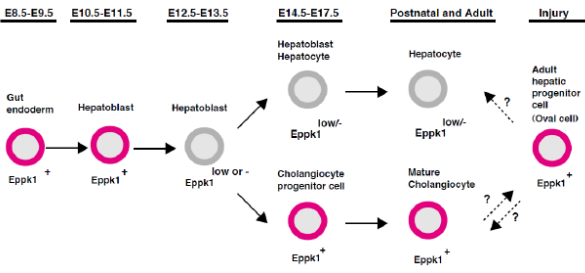 E8.5-E9.5
E10.5-E11.5
E12.5-E13.5
E14.5-E17.5
Postnatal and Adult
Injury
Gut
endoderm
Eppk1 +
Hepatoblast
Eppk1 +
Hepatoblast
Eppk1 low or -
Hepatoblast
Hepatocyte
Eppk1 low/-
Cholangiocyte
progenitor cell
Eppk1 +
Hepatocyte
Eppk1 low/-
Mature
Cholangiocyte
Eppk1 +
?
?
?
Adult
hepatic
progenitor
cell
(Oval cell)
Eppk1 +